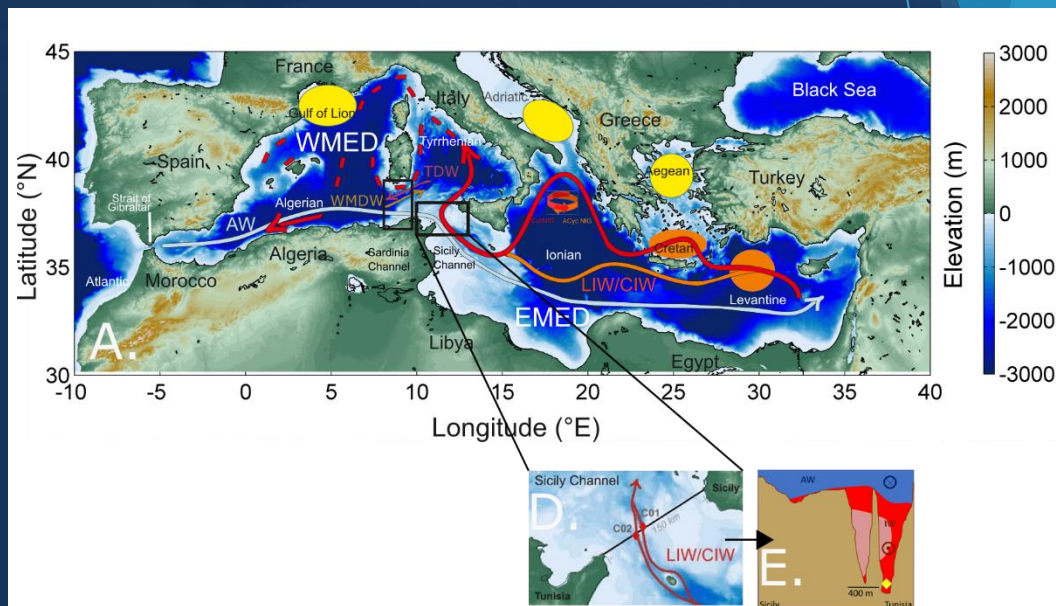 45
40
35
30
Latitude (°N)
France
Gulf of Lion
WMED
Italy
Adriatic
Black Sea
Spain
Tyrrhenian
Greece
TDW
Aegean
Turkey
Strait of
Gibraltar
Algerian
WMDW
ACyc NIG
AW
Algeria
Sardinia
Channel
Sicily
Channel
Ionian
Cretan
Atlantic
Morocco
LIW/CIW
Levantine
EMED
A.
Libya
Egypt
-10 -5 0 5 10 15 20 25 30 35 40
Longitude (°E)
3000
2000
1000
0
-1000
-2000
-3000
Elevation (m)
Sicily Channel
Sicily
D.
C01
C02
150 km
LIW/CIW
Tunisia
AW
IW
E.
400 m
Sicily
Tunisia